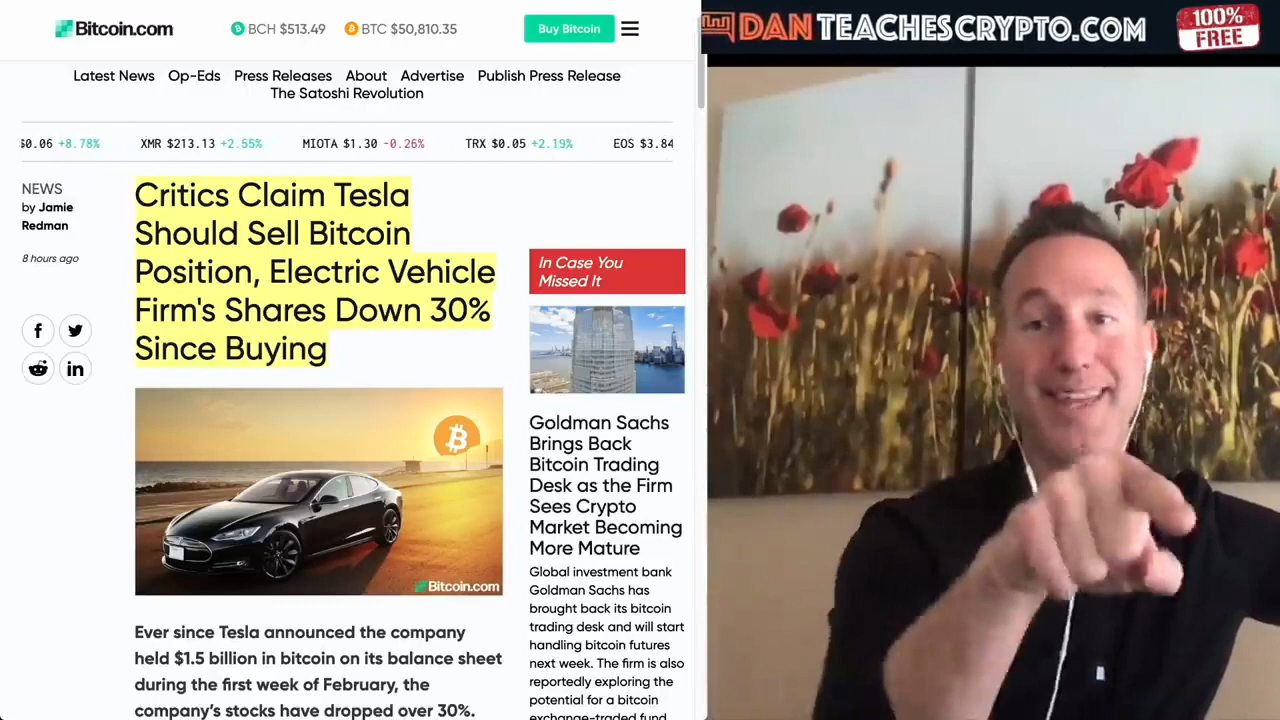 Bitcoin.com
BCH $513.49
BTC $50,810.35
Buy Bitcoin
Latest News Op-Eds Press Releases About Advertise Publish Press Release
The Satoshi Revolution
$0.06 +8.78% XMR $213.13 +2.55% MIOTA $1.30 -0.26% TRX $0.05 +2.19% EOS $3.84
NEWS
by Jamie
Redman
8 hours ago
Critics Claim Tesla
Should Sell Bitcoin
Position, Electric Vehicle
Firm's Shares Down 30%
Since Buying
Bitcoin.com
Ever since Tesla announced the company
held $1.5 billion in bitcoin on its balance sheet
during the first week of February, the
company's stocks have dropped over 30%.
In Case You
Missed It
Goldman Sachs
Brings Back
Bitcoin Trading
Desk as the Firm
Sees Crypto
Market Becoming
More Mature
Global investment bank
Goldman Sachs has
brought back its bitcoin
trading desk and will start
handling bitcoin futures
next week. The firm is also
reportedly exploring the
potential for a bitcoin
exchange-traded fund
DANTEACHESCRYPTO.COM
100%
FREE